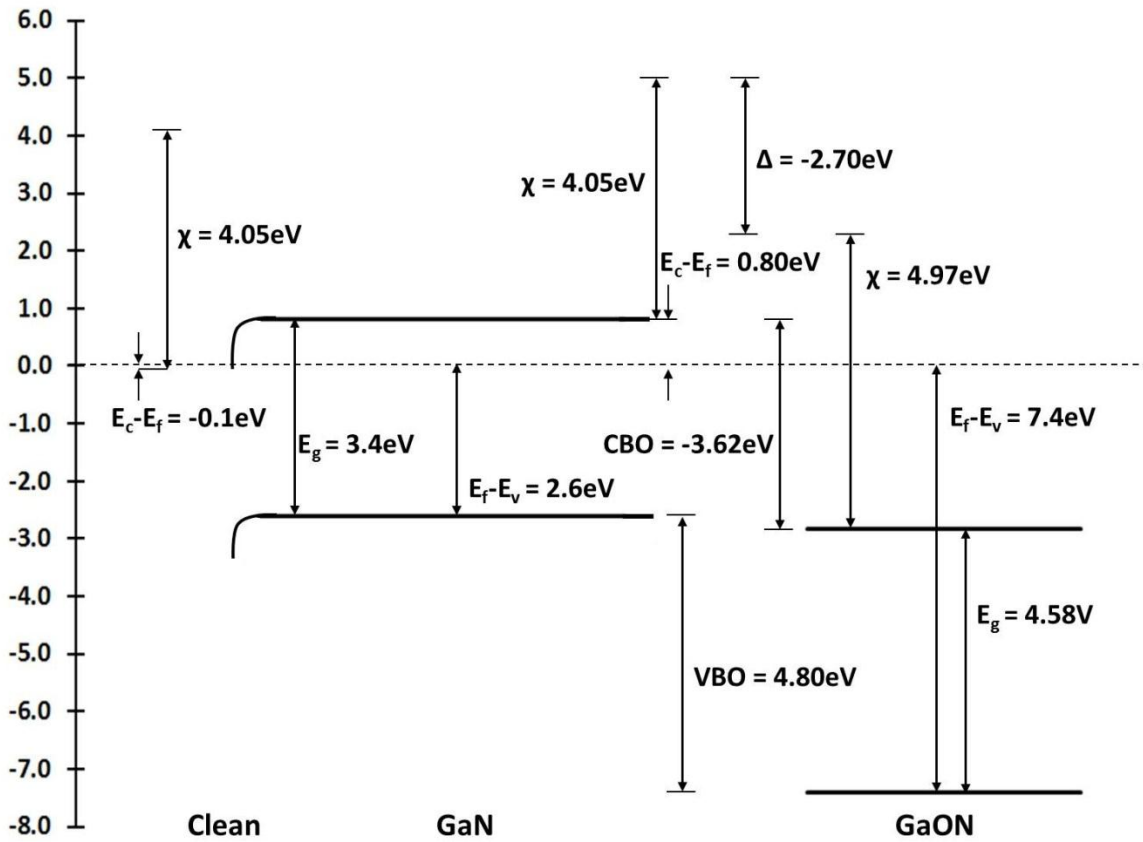 6.0
5.0
4.0
3.0
2.0
1.0
0.0
-1.0
-2.0
-3.0
-4.0
-5.0
-6.0
-7.0
-8.0
χ = 4.05eV
E_c-E_f = -0.1eV
E_g = 3.4eV
E_f-E_v = 2.6eV
χ = 4.05eV
E_c-E_f = 0.80eV
Δ = -2.70eV
χ = 4.97eV
CBO = -3.62eV
VBO = 4.80eV
E_f-E_v = 7.4eV
E_g = 4.58V
Clean
GaN
GaON